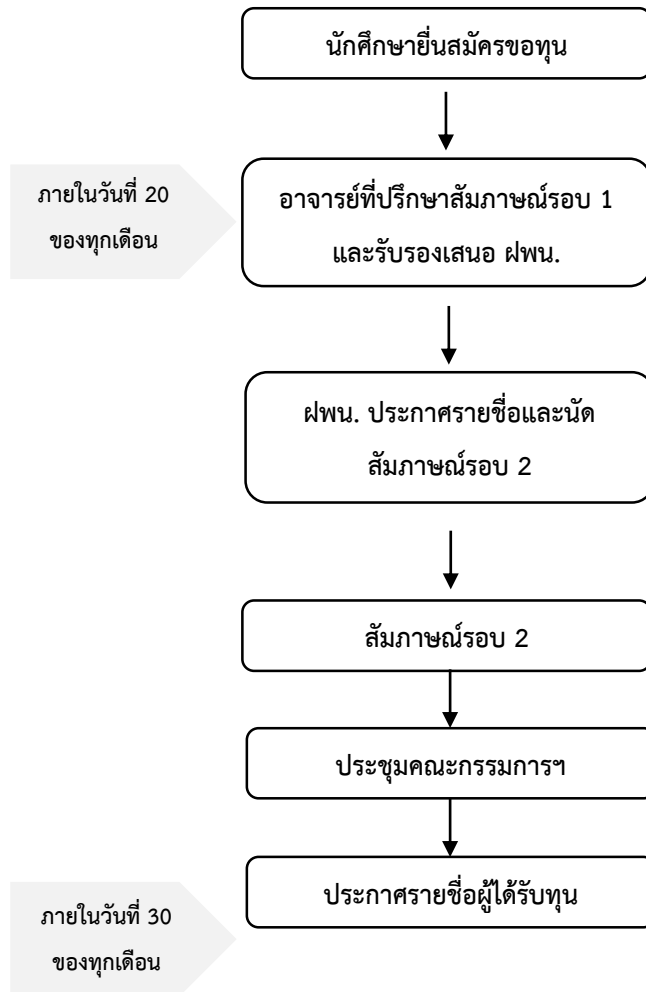 นักศึกษายื่นสมัครขอทุน
ภายในวันที่ 20
ของทุกเดือน
อาจารย์ที่ปรึกษาสัมภาษณ์รอบ 1
และรับรองเสนอ ฝพน.
ฝพน. ประกาศรายชื่อและนัด
สัมภาษณ์รอบ 2
สัมภาษณ์รอบ 2
ประชุมคณะกรรมการฯ
ประกาศรายชื่อผู้ได้รับทุน
ภายในวันที่ 30
ของทุกเดือน